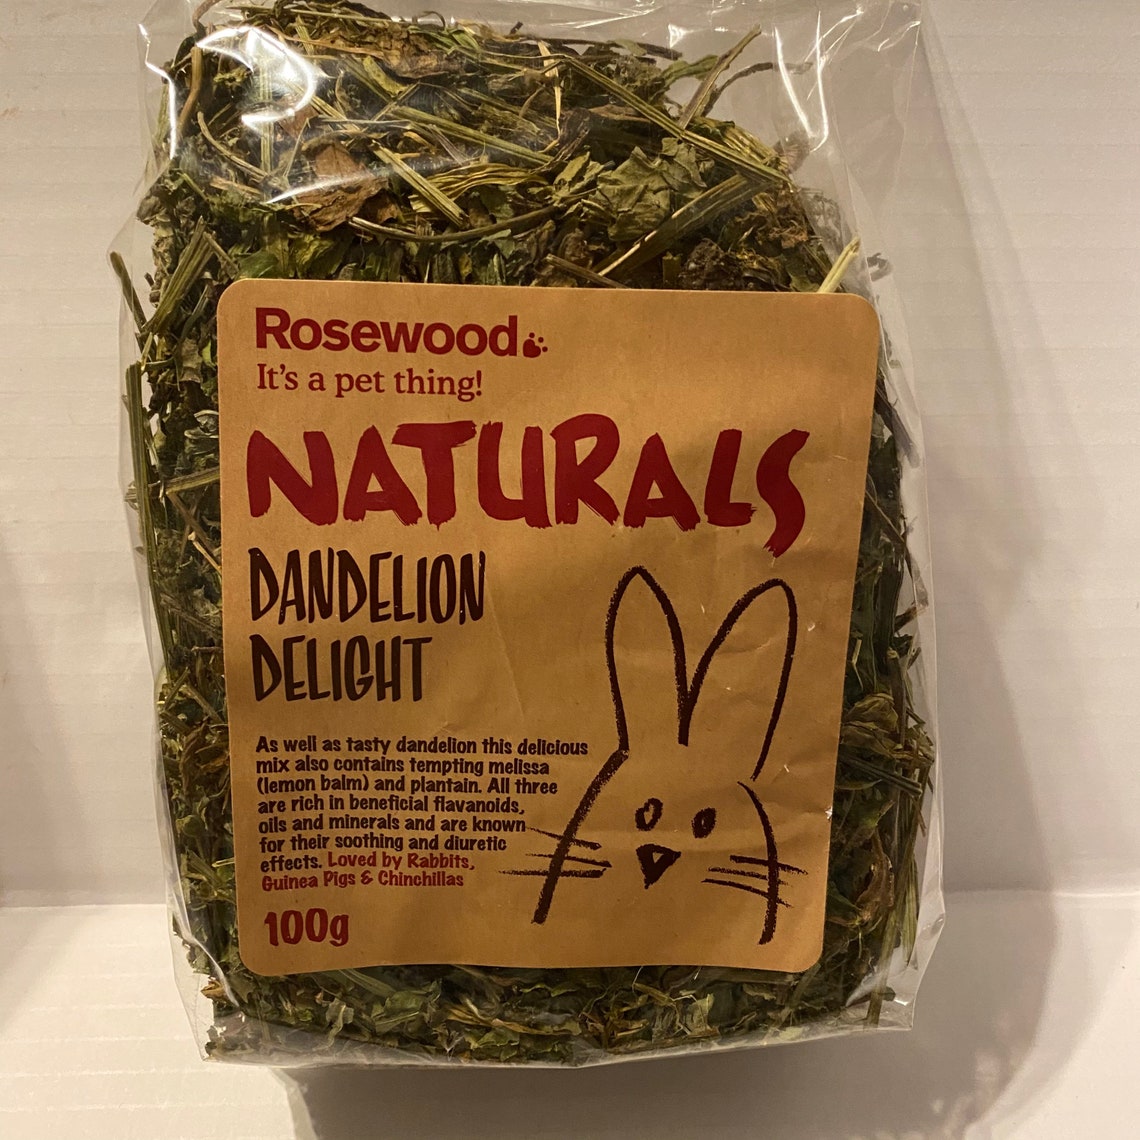 Rosewood
It's a pet thing!
NATURALS
DANDELION
DELIGHT
As well as tasty dandelion this delicious
mix also contains tempting melissa
(lemon balm) and plantain. All three
are rich in beneficial flavanoids,
oils and minerals and are known
for their soothing and diuretic
effects. Loved by Rabbits,
Guinea Pigs & Chinchillas
100g